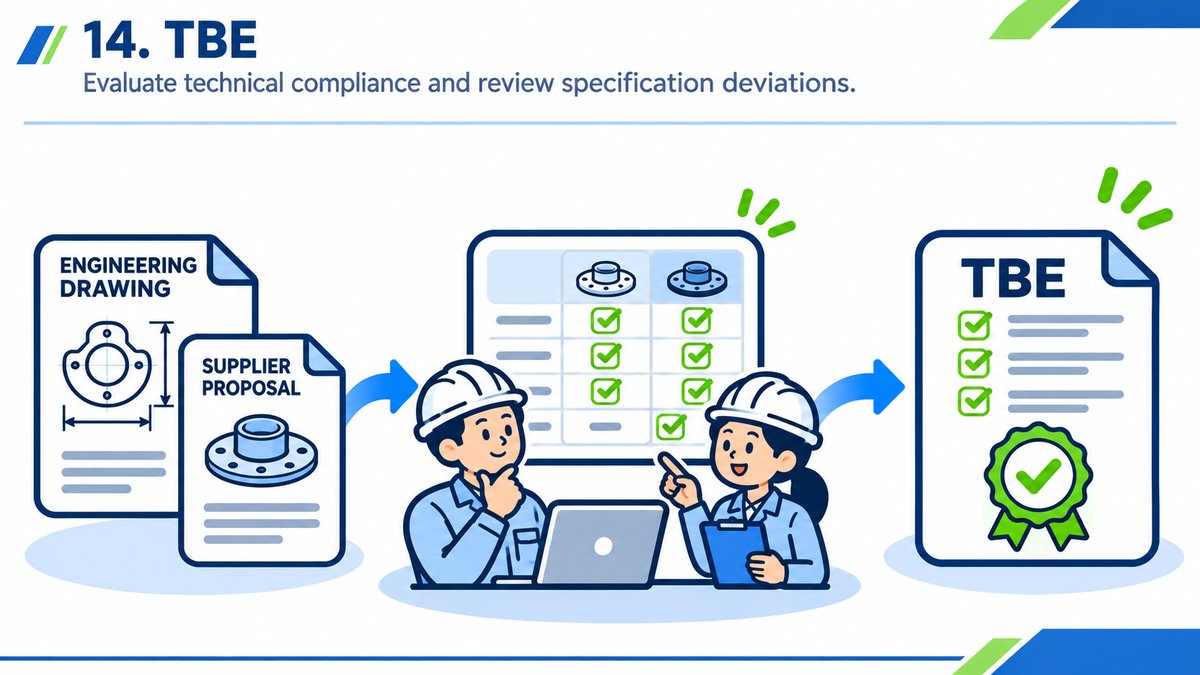 14. TBE
Evaluate technical compliance and review specification deviations.
ENGINEERING
DRAWING
SUPPLIER
PROPOSAL
TBE